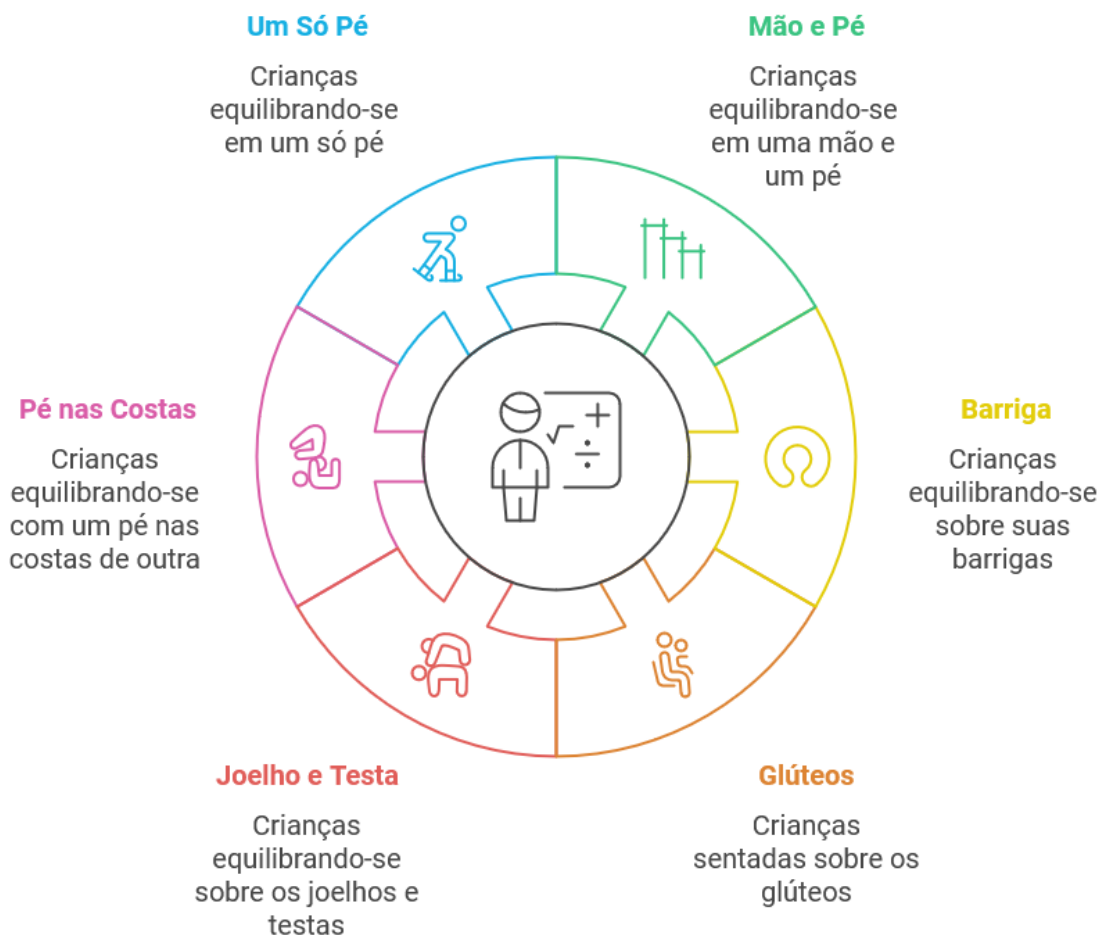 Um Só Pé
Crianças
equilibrando-se
em um só pé
Mão e Pé
Crianças
equilibrando-se
em uma mão e
um pé
Pé nas Costas
Crianças
equilibrando-se
com um pé nas
costas de outra
Barriga
Crianças
equilibrando-se
sobre suas
barrigas
Joelho e Testa
Crianças
equilibrando-se
sobre os joelhos e
testas
Glúteos
Crianças
sentadas sobre os
glúteos